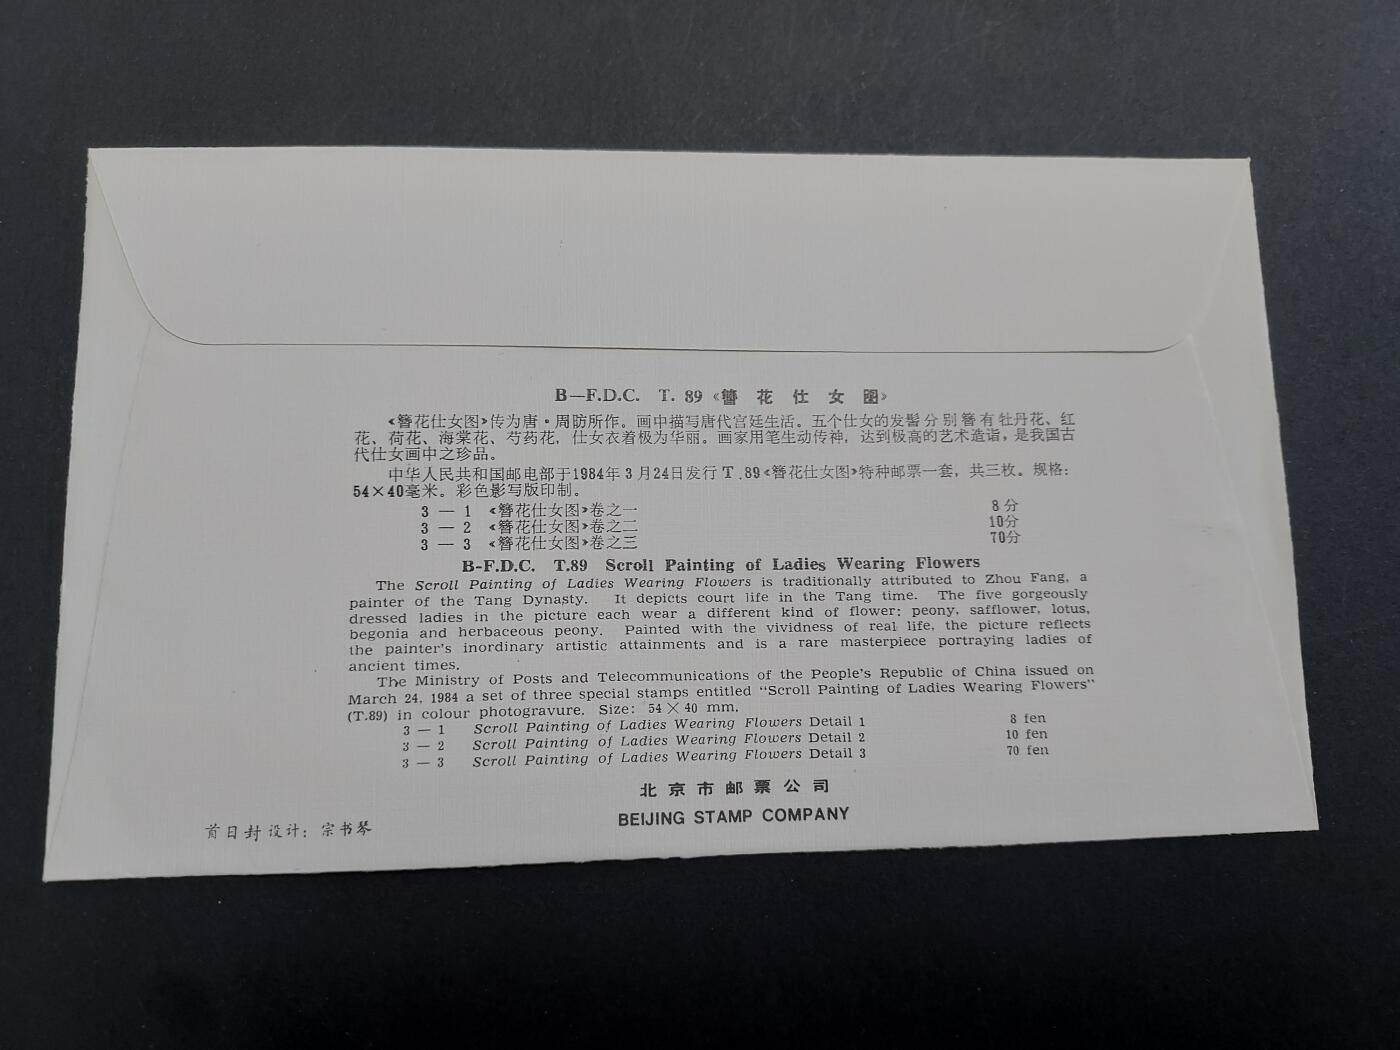 B—F.D.C. T. 89《簪花仕女图》
《簪花仕女图》传为唐·周昉所作。画中描写唐代宫廷生活。五个仕女的发髻分别簪有牡丹花、红
花、荷花、海棠花、芍药花，仕女衣着极为华丽。画家用笔生动传神，达到极高的艺术造诣，是我国古
代仕女画中之珍品。
中华人民共和国邮电部于1984年3月24日发行T.89《簪花仕女图》特种邮票一套，共三枚。规格：
54×40毫米。彩色影写版印制。
3 — 1 《簪花仕女图》卷之一 8分
3 — 2 《簪花仕女图》卷之二 10分
3 — 3 《簪花仕女图》卷之三 70分
B-F.D.C. T.89 Scroll Painting of Ladies Wearing Flowers
The Scroll Painting of Ladies Wearing Flowers is traditionally attributed to Zhou Fang, a
painter of the Tang Dynasty. It depicts court life in the Tang time. The five gorgeously
dressed ladies in the picture each wear a different kind of flower: peony, safflower, lotus,
begonia and herbaceous peony. Painted with the vividness of real life, the picture reflects
the painter's inordinary artistic attainments and is a rare masterpiece portraying ladies of
ancient times.
The Ministry of Posts and Telecommunications of the People's Republic of China issued on
March 24, 1984 a set of three special stamps entitled "Scroll Painting of Ladies Wearing Flowers"
(T.89) in colour photogravure. Size: 54 × 40 mm.
3 — 1 Scroll Painting of Ladies Wearing Flowers Detail 1 8 fen
3 — 2 Scroll Painting of Ladies Wearing Flowers Detail 2 10 fen
3 — 3 Scroll Painting of Ladies Wearing Flowers Detail 3 70 fen
北京市邮票公司
BEIJING STAMP COMPANY
首日封设计：宗书琴